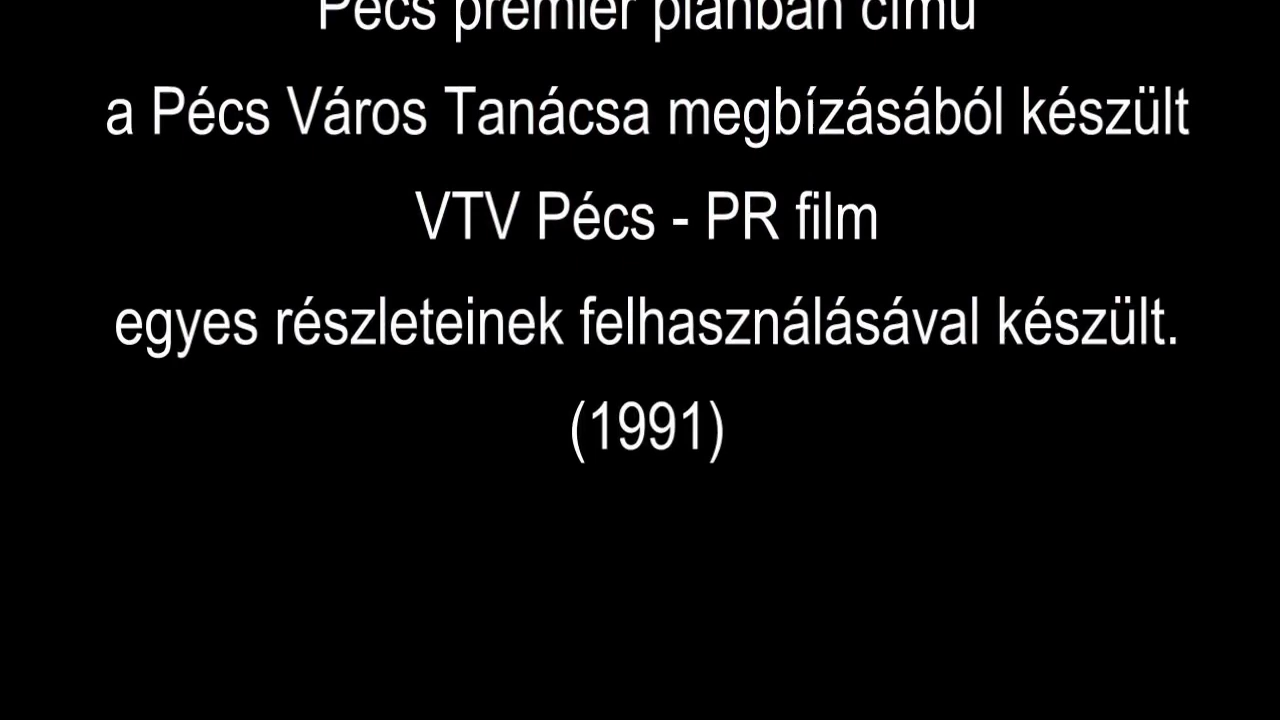 Pécs premier plánban című
a Pécs Város Tanácsa megbízásából készült
VTV Pécs - PR film
egyes részleteinek felhasználásával készült.
(1991)